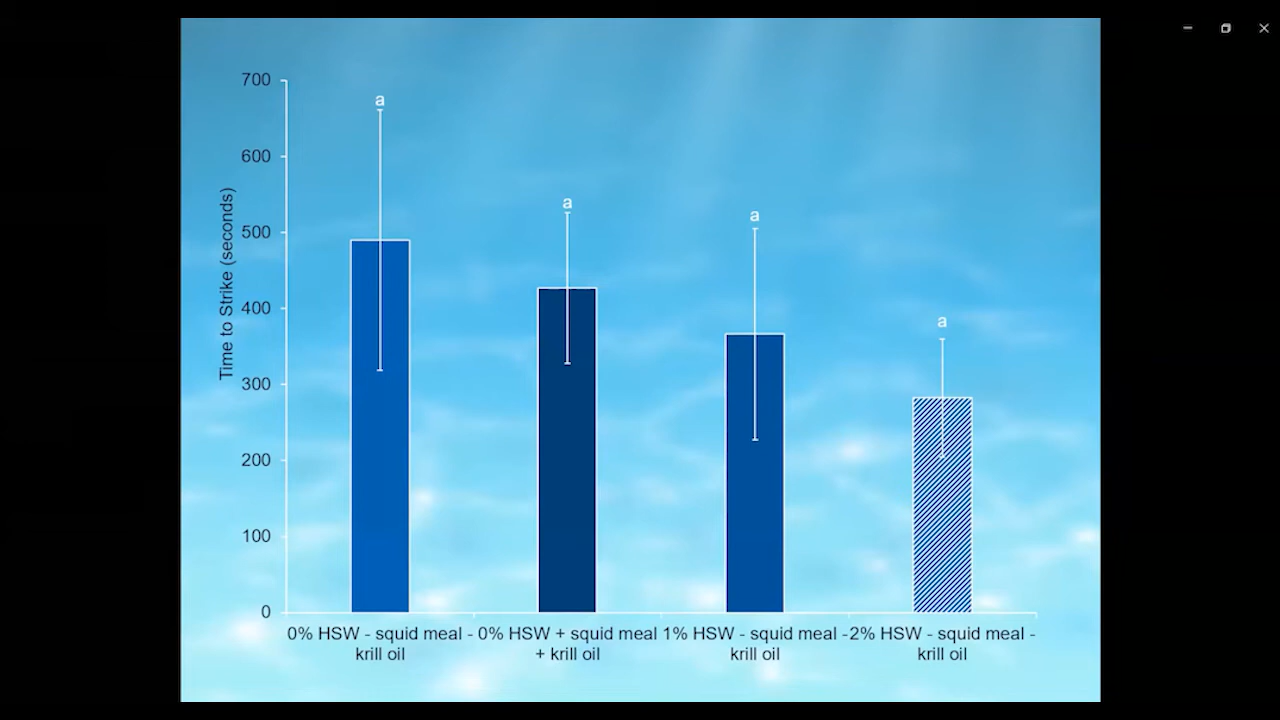 700
600
500
400
300
200
100
0
Time to Strike (seconds)
a
a
a
a
0% HSW - squid meal -
krill oil
0% HSW + squid meal
+ krill oil
1% HSW - squid meal -
krill oil
2% HSW - squid meal -
krill oil